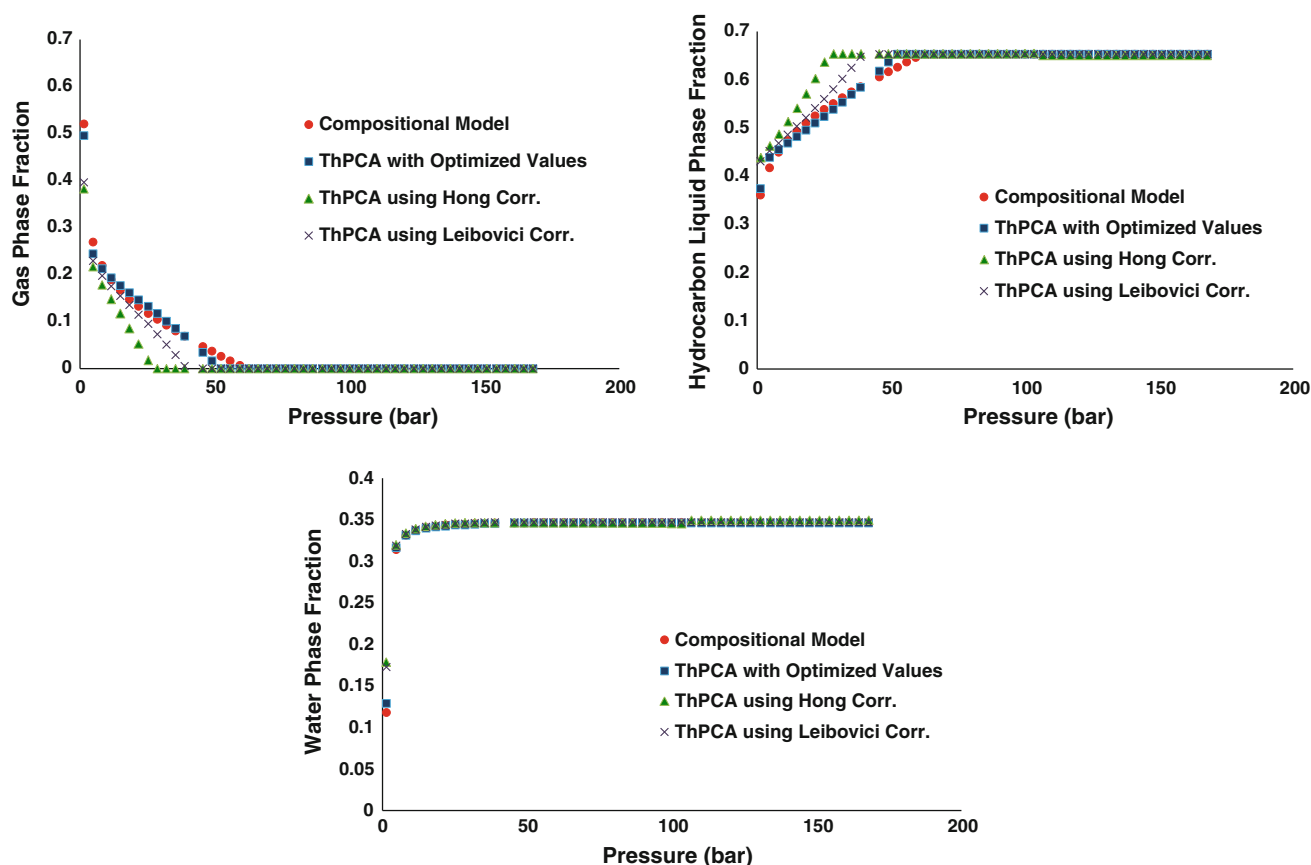 Gas Phase Fraction
0.7
0.6
0.5
0.4
0.3
0.2
0.1
0
0 50 100 150 200
Pressure (bar)
Compositional Model
ThPCA with Optimized Values
ThPCA using Hong Corr.
ThPCA using Leibovici Corr.
Hydrocarbon Liquid Phase Fraction
0.7
0.6
0.5
0.4
0.3
0.2
0.1
0
0 50 100 150 200
Pressure (bar)
Compositional Model
ThPCA with Optimized Values
ThPCA using Hong Corr.
ThPCA using Leibovici Corr.
Water Phase Fraction
0.4
0.35
0.3
0.25
0.2
0.15
0.1
0.05
0
0 50 100 150 200
Pressure (bar)
Compositional Model
ThPCA with Optimized Values
ThPCA using Hong Corr.
ThPCA using Leibovici Corr.